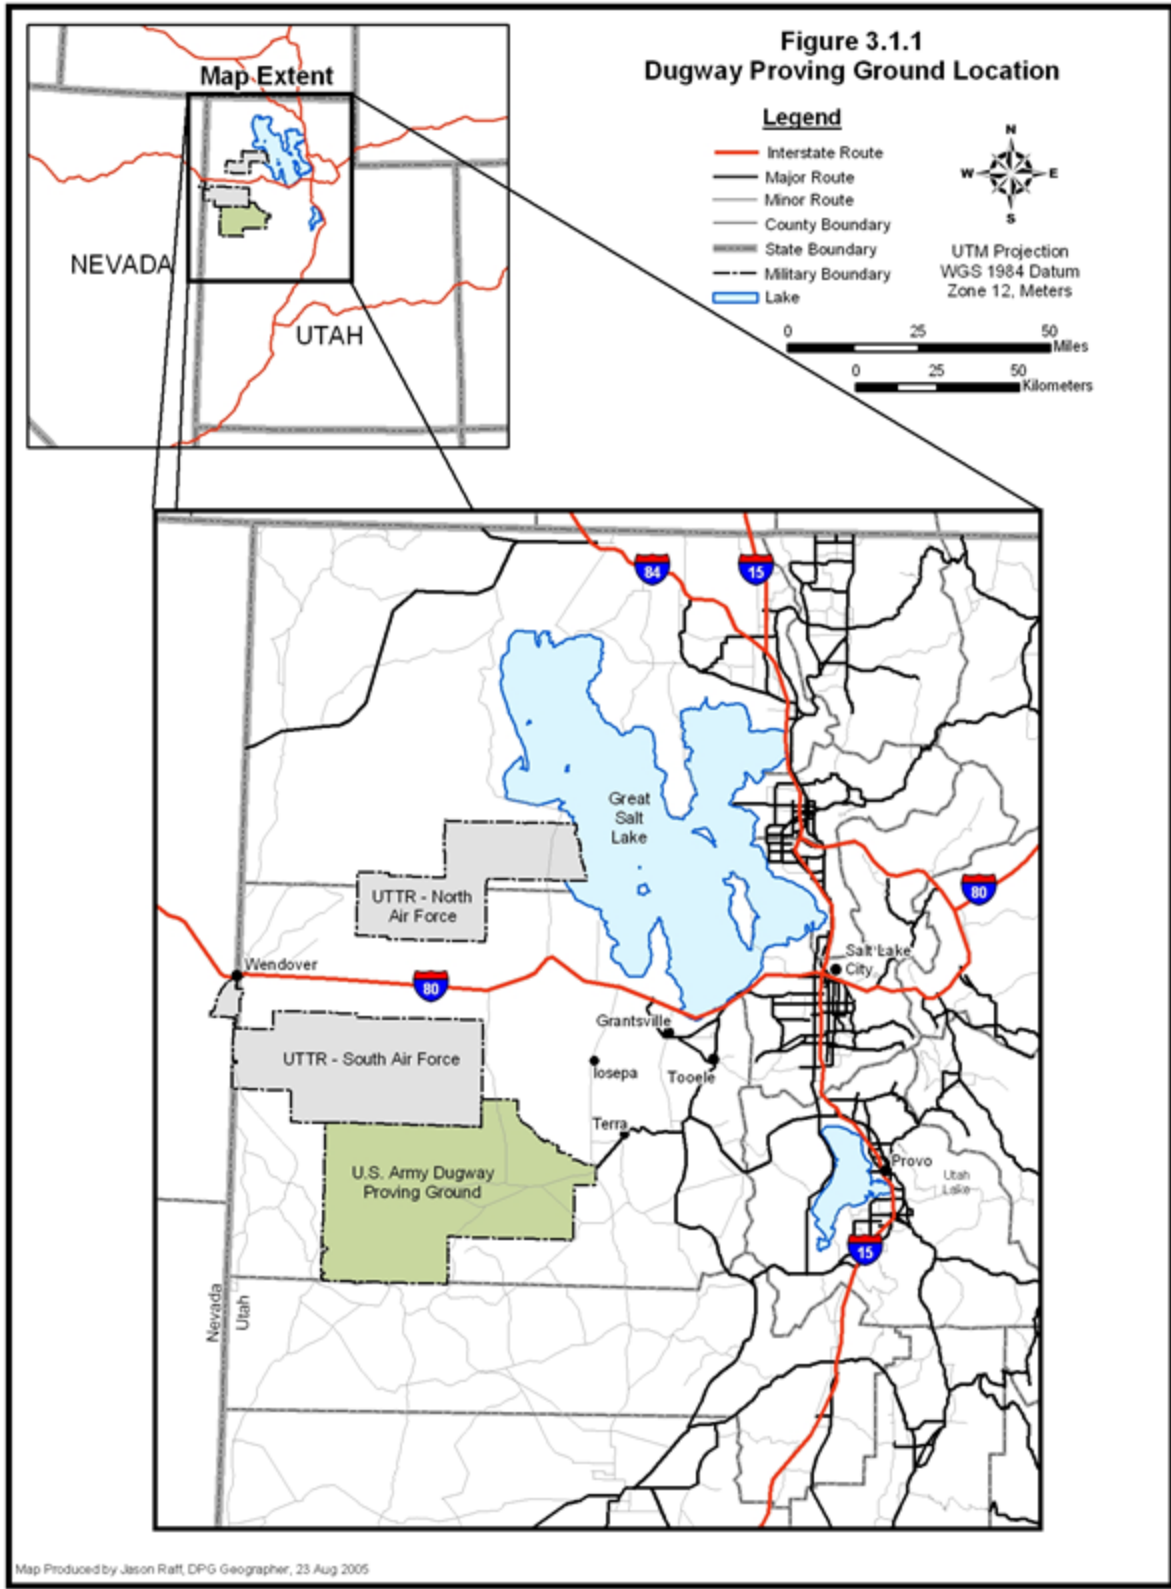 Figure 3.1.1
Dugway Proving Ground Location
Map Extent
NEVADA
UTAH
Legend
Interstate Route
Major Route
Minor Route
County Boundary
State Boundary
Military Boundary
Lake
N
W E
S
UTM Projection
WGS 1984 Datum
Zone 12, Meters
0 25 50
Miles
0 25 50
Kilometers
84
15
Great
Salt
Lake
UTTR - North
Air Force
80
Wendover
80
Salt Lake
City
Grantsville
UTTR - South Air Force
Iosepa
Tooele
Terra
U.S. Army Dugway
Proving Ground
Provo
Utah
Lake
15
Nevada
Utah
Map Produced by Jason Raff, DPG Geographer, 23 Aug 2005